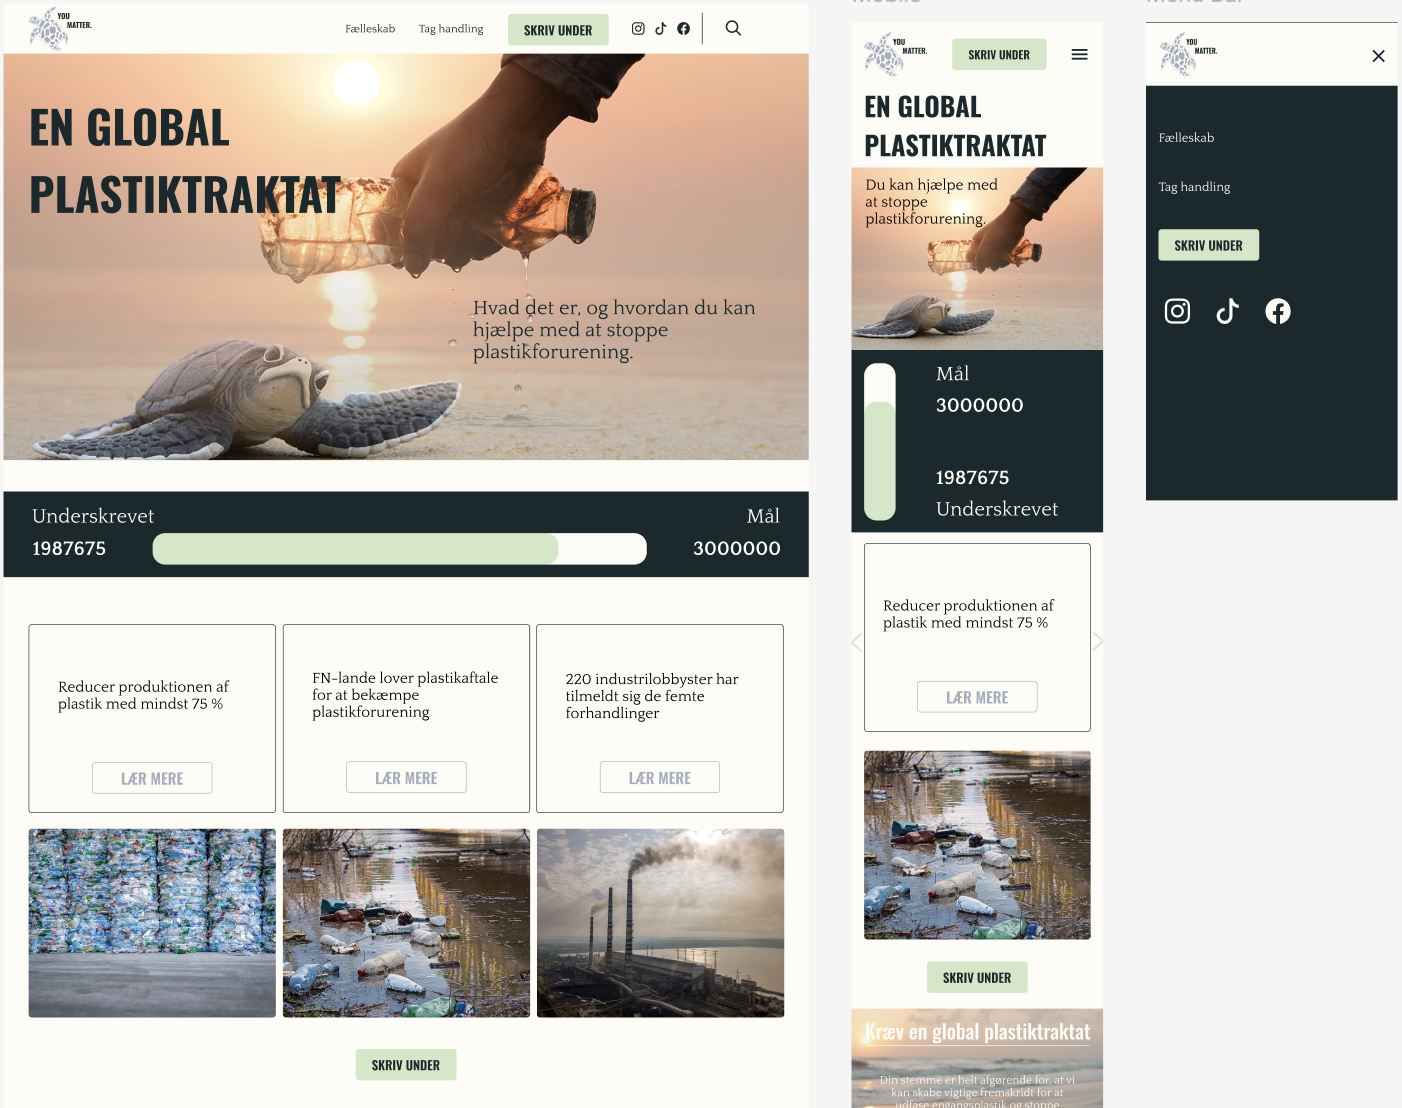 YOU
MATTER.
Fælleskab
Tag handling
SKRIV UNDER
EN GLOBAL
PLASTIKTRAKTAT
Hvad det er, og hvordan du kan
hjælpe med at stoppe
plastikforurening.
Underskrevet
Mål
1987675
3000000
Reducer produktionen af
plastik med mindst 75 %
LÆR MERE
FN-lande lover plastikaftale
for at bekæmpe
plastikforurening
LÆR MERE
220 industrilobbyster har
tilmeldt sig de femte
forhandlinger
LÆR MERE
SKRIV UNDER
Mobile
YOU
MATTER.
SKRIV UNDER
EN GLOBAL
PLASTIKTRAKTAT
Du kan hjælpe med
at stoppe
plastikforurening.
Mål
3000000
1987675
Underskrevet
Reducer produktionen af
plastik med mindst 75 %
LÆR MERE
SKRIV UNDER
Kræv en global plastiktraktat
Din stemme er helt afgørende for, at vi
kan skabe vigtige fremskridt for at
udfase engangsplastik og stoppe
Menu Bar
YOU
MATTER.
Fælleskab
Tag handling
SKRIV UNDER